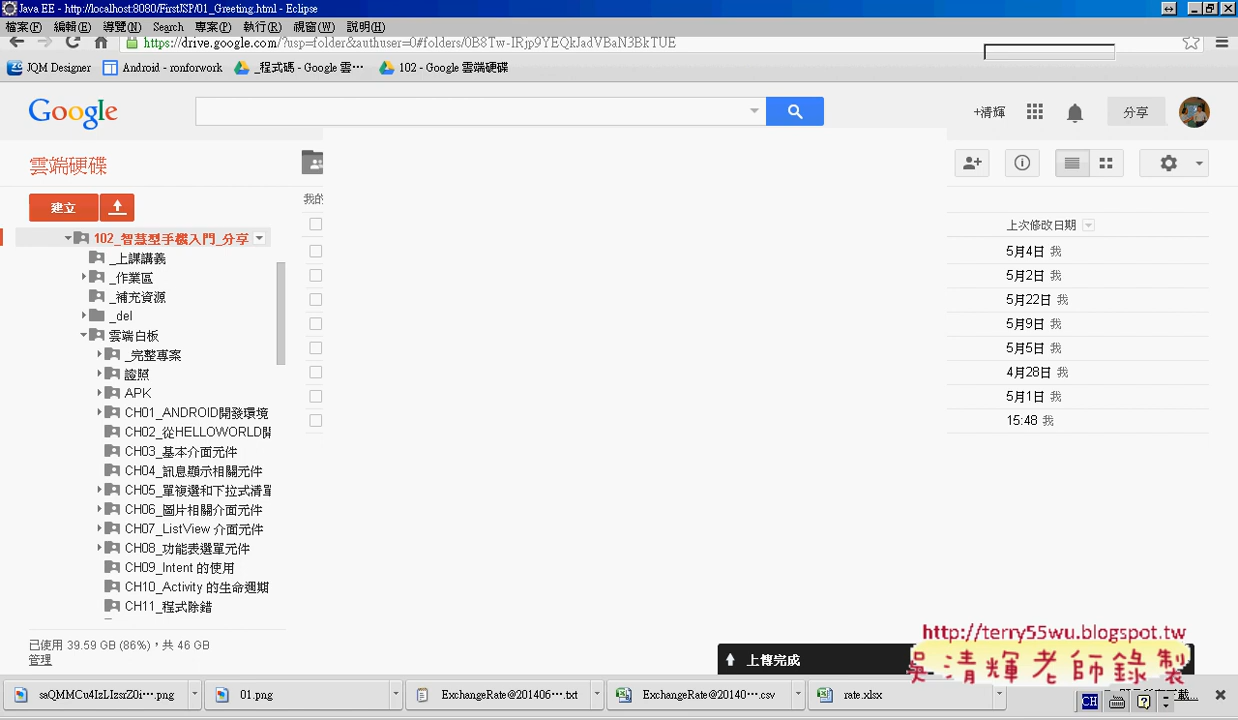 Java EE - http://localhost:8080/FirstJSP/01_Greeting.html - Eclipse
檔案(F) 編輯(E) 導覽(N) Search 專案(P) 執行(R) 視窗(W) 說明(H)
https://drive.google.com/?usp=folder&authuser=0#folders/0B8Tw-IRjp9YEQkJadVBaN3BkTUE
JQM Designer Android - ronforwork _程式碼 - Google 雲… 102 - Google 雲端硬碟
Google
+清輝
分享
雲端硬碟
建立
我的
上次修改日期
102_智慧型手機入門_分享
_上課講義
_作業區
_補充資源
_del
雲端白板
_完整專案
證照
APK
CH01_ANDROID開發環境
CH02_從HELLOWORLD開
CH03_基本介面元件
CH04_訊息顯示相關元件
CH05_單複選和下拉式清單
CH06_圖片相關介面元件
CH07_ListView 介面元件
CH08_功能表選單元件
CH09_Intent 的使用
CH10_Activity 的生命週期
CH11_程式除錯
5月4日 我
5月2日 我
5月22日 我
5月9日 我
5月5日 我
4月28日 我
5月1日 我
15:48 我
已使用 39.59 GB (86%)，共 46 GB
管理
上傳完成
http://terry55wu.blogspot.tw
吳清輝老師錄製
saQMMCu4IzLIzsrZ0i….png 01.png ExchangeRate@201406….txt ExchangeRate@20140….csv rate.xlsx
CH